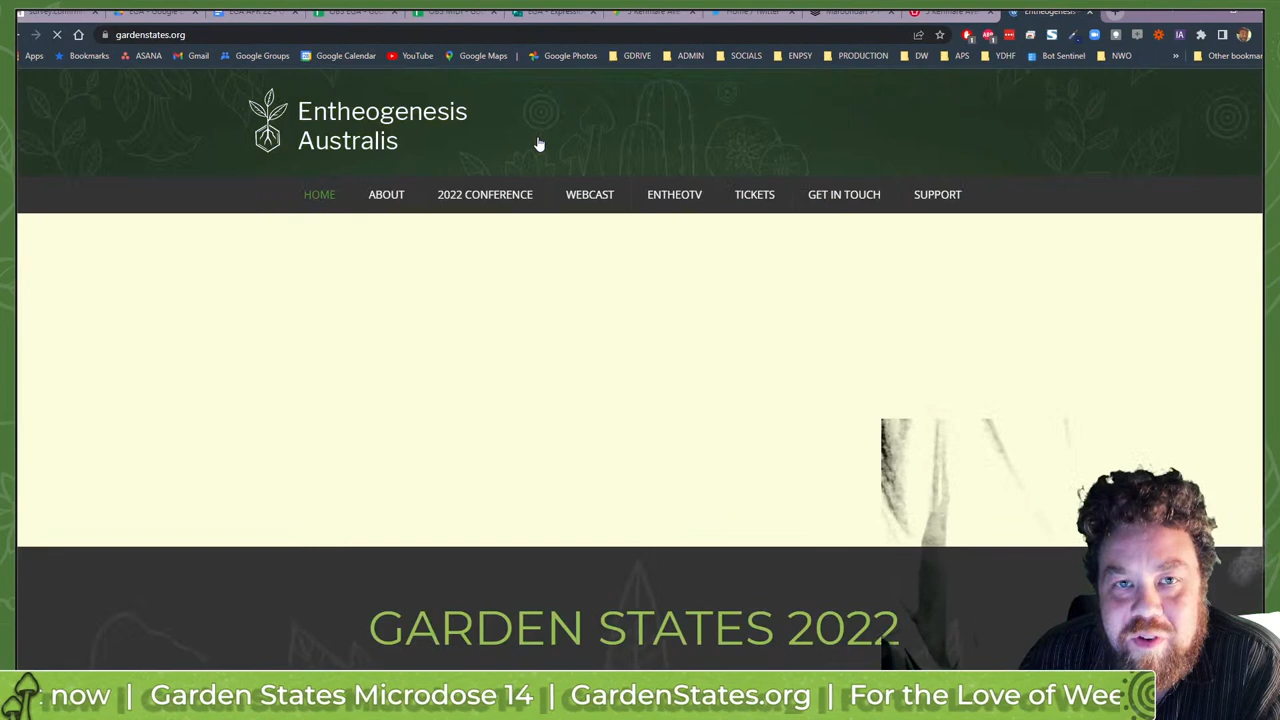 gardenstates.org
Apps Bookmarks ASANA Gmail Google Groups Google Calendar YouTube Google Maps Google Photos GDRIVE ADMIN SOCIALS ENPSY PRODUCTION DW APS YDHF Bot Sentinel NWO » Other bookmar
Entheogenesis
Australis
HOME ABOUT 2022 CONFERENCE WEBCAST ENTHEOTV TICKETS GET IN TOUCH SUPPORT
GARDEN STATES 2022
now | Garden States Microdose 14 | GardenStates.org | For the Love of Wee